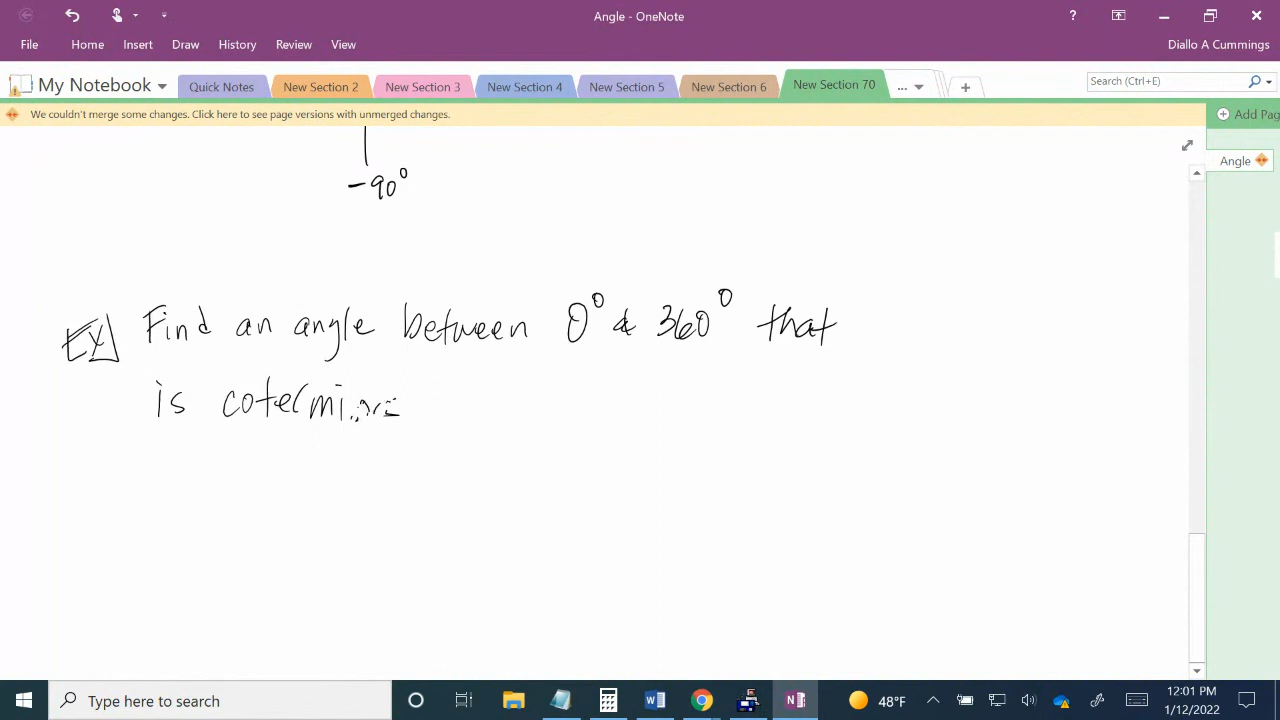 Angle - OneNote
File Home Insert Draw History Review View
Diallo A Cummings
My Notebook
Quick Notes
New Section 2
New Section 3
New Section 4
New Section 5
New Section 6
New Section 70
...
Search (Ctrl+E)
We couldn't merge some changes. Click here to see page versions with unmerged changes.
Add Pag
Angle
-90°
EX Find an angle between 0° & 360° that
is
Type here to search
48°F
12:01 PM
1/12/2022